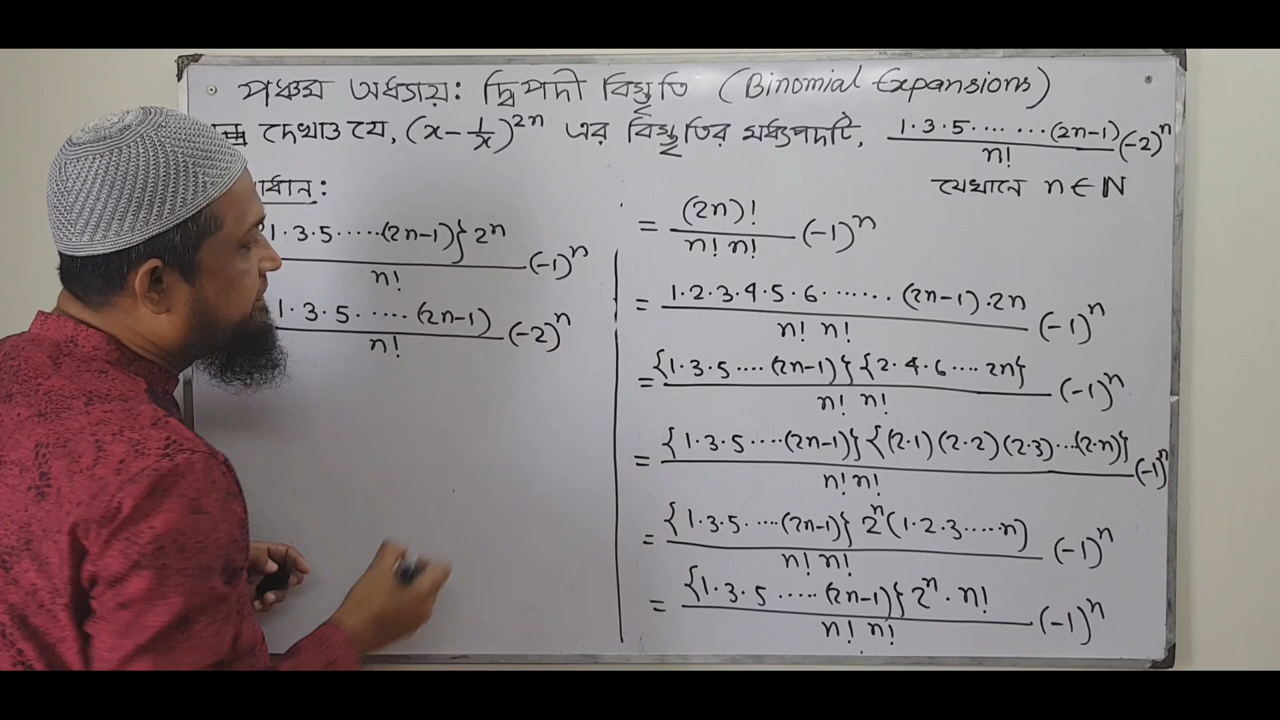 পঞ্চম অধ্যায়: দ্বিপদী বিস্তৃতি (Binomial Expansions)
দেখাও যে, (x - 1/x)^2n এর বিস্তৃতির মধ্যপদটি, 1·3·5·······(2n-1)/n! (-2)^n
যেখানে n ∈ ℕ
ধান:
1·3·5·····(2n-1)} 2^n / n! (-1)^n
1·3·5······(2n-1) / n! (-2)^n
= (2n)! / n! n! (-1)^n
= 1·2·3·4·5·6·······(2n-1)·2n / n! n! (-1)^n
= {1·3·5····(2n-1)} {2·4·6····2n} / n! n! (-1)^n
= {1·3·5····(2n-1)} {(2·1)(2·2)(2·3)···(2·n)} / n! n! (-1)^n
= {1·3·5·····(2n-1)} 2^n (1·2·3·····n) / n! n! (-1)^n
= {1·3·5·····(2n-1)} 2^n · n! / n! n! (-1)^n